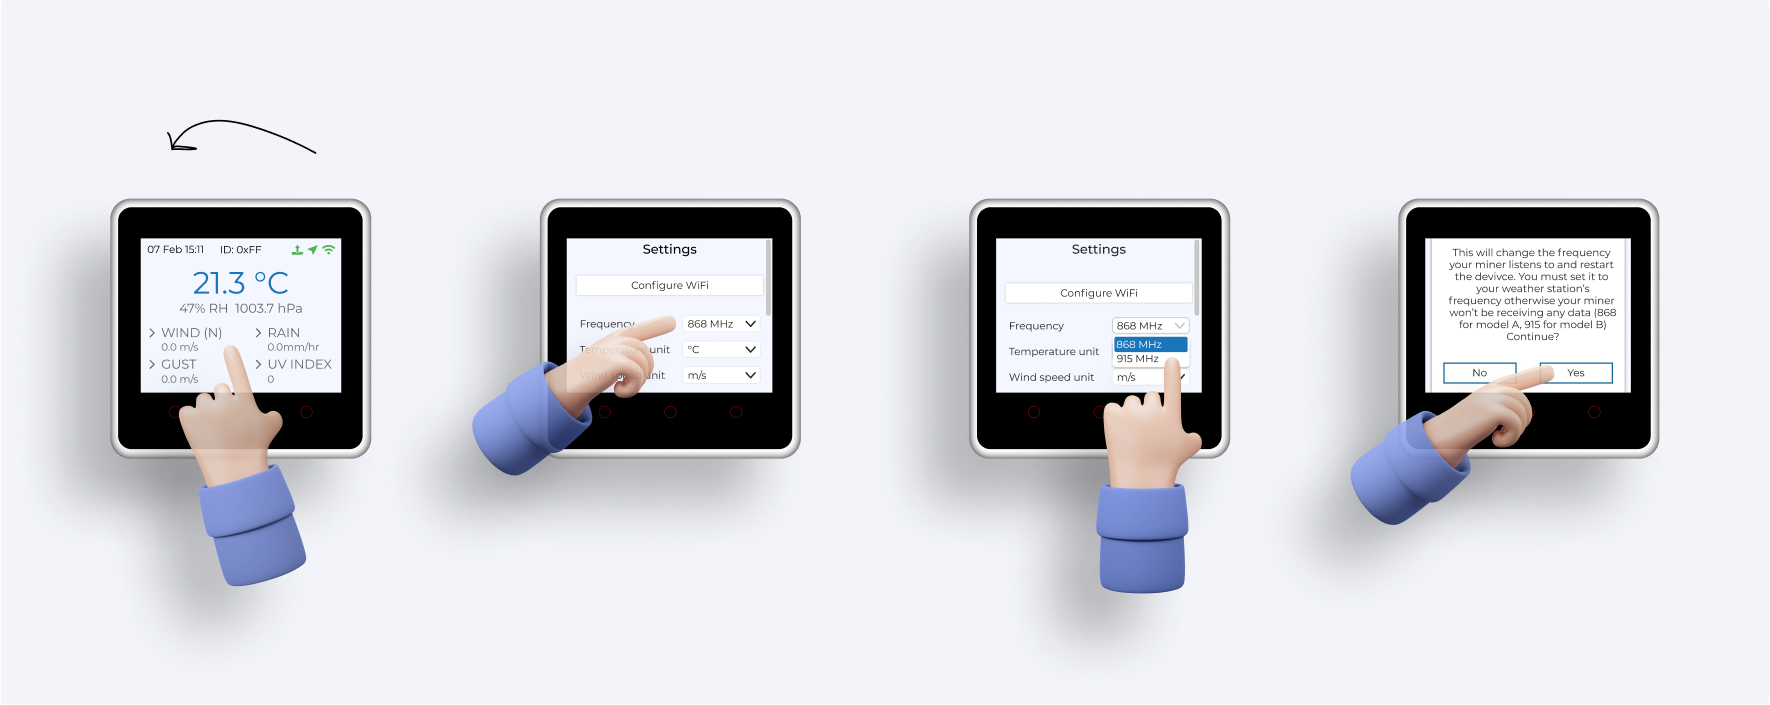 07 Feb 15:11 ID: 0xFF
21.3 °C
47% RH 1003.7 hPa
WIND (N) RAIN
0.0 m/s 0.0mm/hr
GUST UV INDEX
0.0 m/s 0
Settings
Configure WiFi
Frequency 868 MHz
Temperature unit °C
Wind speed unit m/s
Settings
Configure WiFi
Frequency 868 MHz
868 MHz
Temperature unit 915 MHz
Wind speed unit m/s
This will change the frequency
your miner listens to and restart
the devivce. You must set it to
your weather station's
frequency otherwise your miner
won't be receiving any data (868
for model A, 915 for model B)
Continue?
No Yes